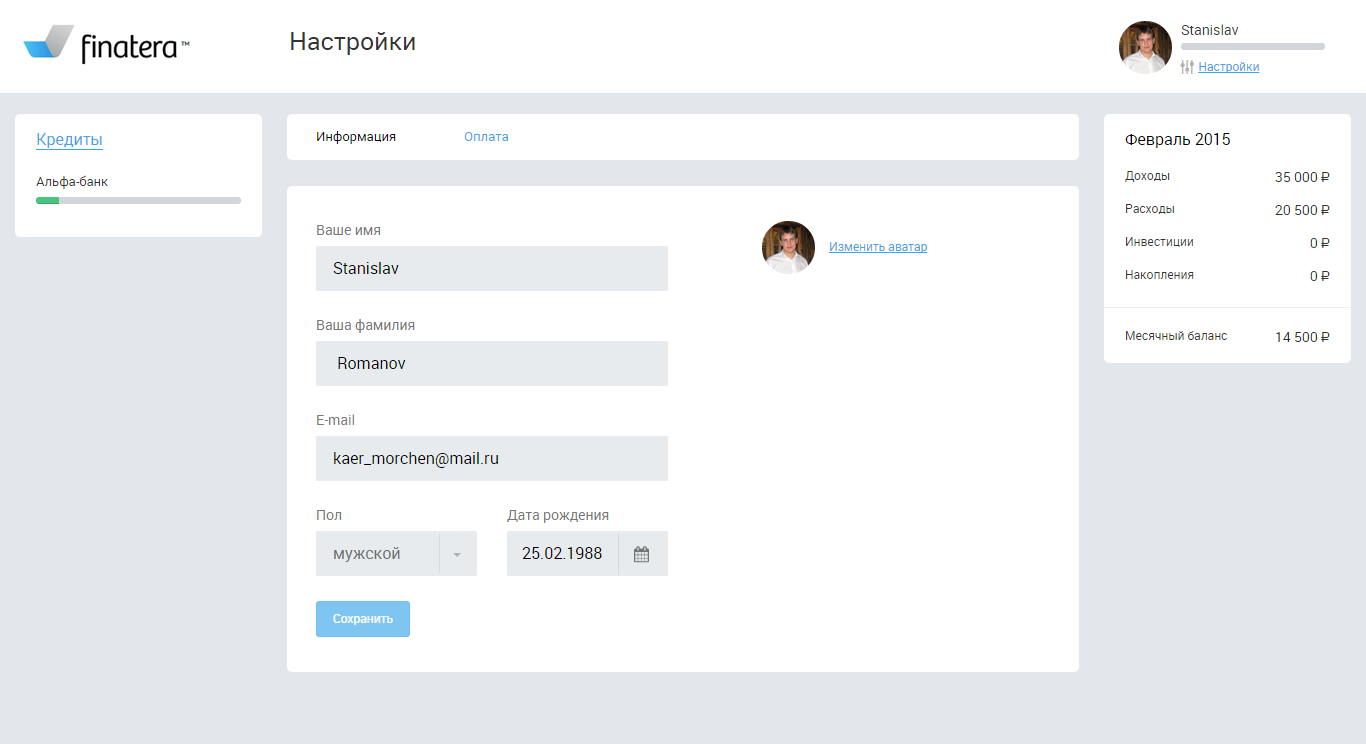 finatera™
Настройки
Stanislav
Настройки
Кредиты
Альфа-банк
Информация
Оплата
Ваше имя
Stanislav
Изменить аватар
Ваша фамилия
Romanov
E-mail
kaer_morchen@mail.ru
Пол
Дата рождения
мужской
25.02.1988
Сохранить
Февраль 2015
Доходы 35 000 ₽
Расходы 20 500 ₽
Инвестиции 0 ₽
Накопления 0 ₽
Месячный баланс 14 500 ₽